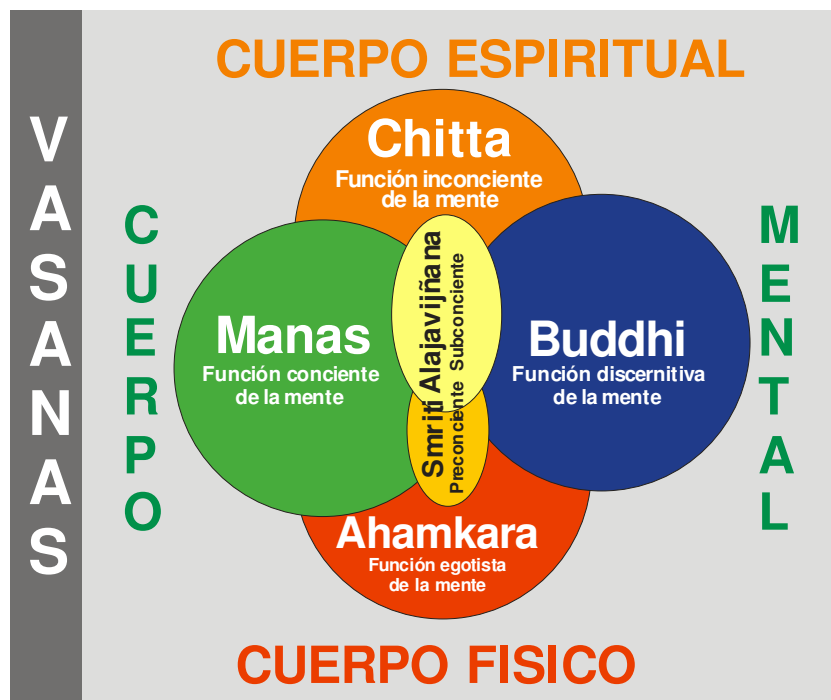 VASANAS
CUERPO ESPIRITUAL
CUERPO
MENTAL
Chitta
Función inconciente
de la mente
Manas
Función conciente
de la mente
Smriti Alajavijñana
Preconciente Subconciente
Buddhi
Función discernitiva
de la mente
Ahamkara
Función egotista
de la mente
CUERPO FISICO